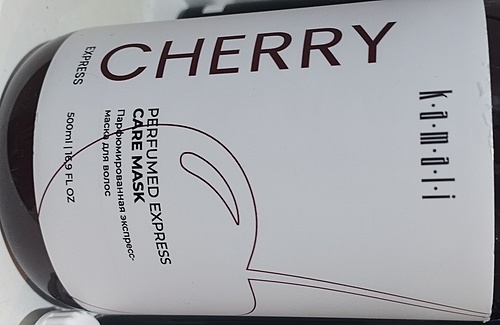 k·a·m·a·l·i
CHERRY
EXPRESS
PERFUMED EXPRESS
CARE MASK
Парфюмированная экспресс-
маска для волос
500ml | 16,9 FL OZ